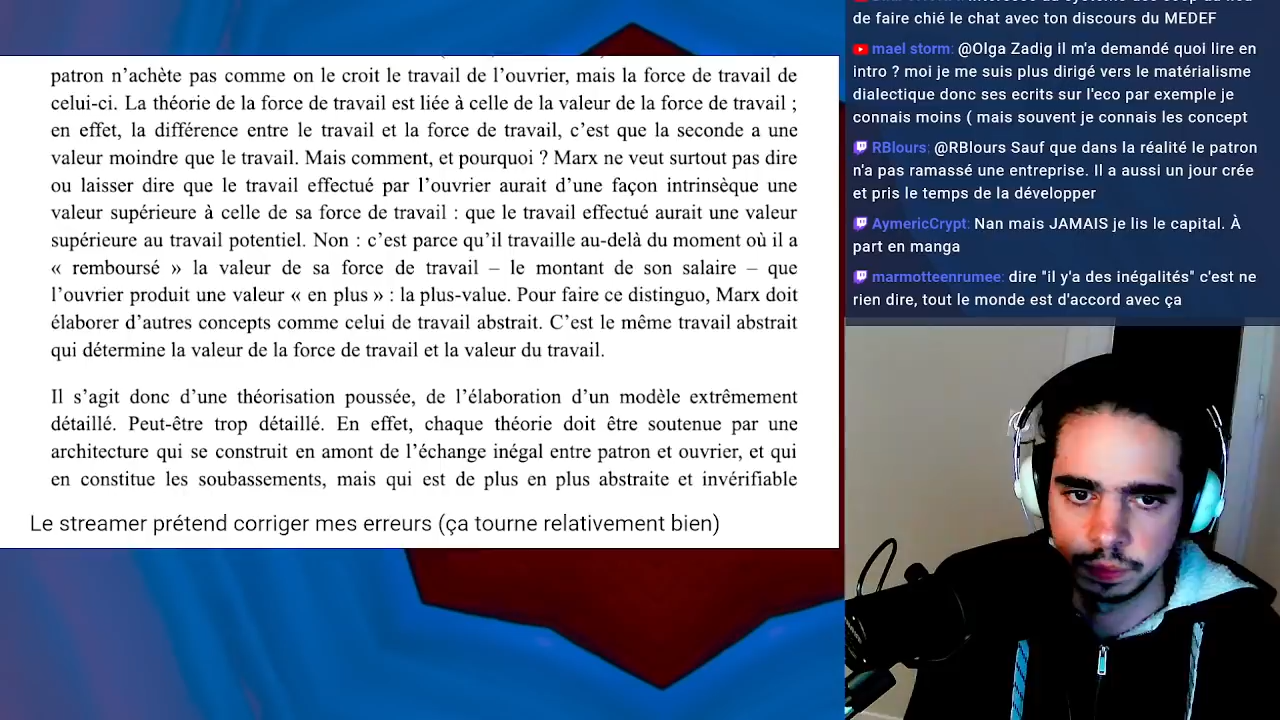 patron n’achète pas comme on le croit le travail de l’ouvrier, mais la force de travail de
celui-ci. La théorie de la force de travail est liée à celle de la valeur de la force de travail ;
en effet, la différence entre le travail et la force de travail, c’est que la seconde a une
valeur moindre que le travail. Mais comment, et pourquoi ? Marx ne veut surtout pas dire
ou laisser dire que le travail effectué par l’ouvrier aurait d’une façon intrinsèque une
valeur supérieure à celle de sa force de travail : que le travail effectué aurait une valeur
supérieure au travail potentiel. Non : c’est parce qu’il travaille au-delà du moment où il a
« remboursé » la valeur de sa force de travail – le montant de son salaire – que
l’ouvrier produit une valeur « en plus » : la plus-value. Pour faire ce distinguo, Marx doit
élaborer d’autres concepts comme celui de travail abstrait. C’est le même travail abstrait
qui détermine la valeur de la force de travail et la valeur du travail.
Il s’agit donc d’une théorisation poussée, de l’élaboration d’un modèle extrêmement
détaillé. Peut-être trop détaillé. En effet, chaque théorie doit être soutenue par une
architecture qui se construit en amont de l’échange inégal entre patron et ouvrier, et qui
en constitue les soubassements, mais qui est de plus en plus abstraite et invérifiable
Le streamer prétend corriger mes erreurs (ça tourne relativement bien)
de faire chié le chat avec ton discours du MEDEF
mael storm: @Olga Zadig il m'a demandé quoi lire en
intro ? moi je me suis plus dirigé vers le matérialisme
dialectique donc ses ecrits sur l'eco par exemple je
connais moins ( mais souvent je connais les concept
RBlours: @RBlours Sauf que dans la réalité le patron
n'a pas ramassé une entreprise. Il a aussi un jour crée
et pris le temps de la développer
AymericCrypt: Nan mais JAMAIS je lis le capital. À
part en manga
marmotteenrumee: dire "il y'a des inégalités" c'est ne
rien dire, tout le monde est d'accord avec ça